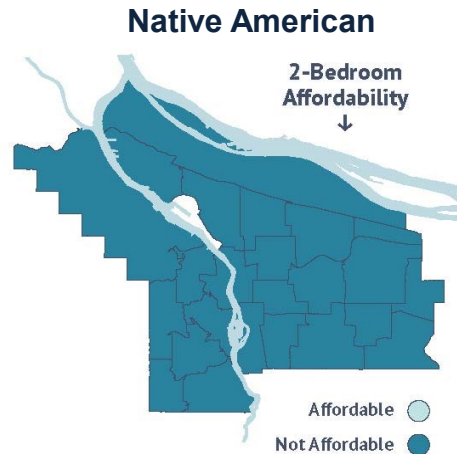 Native American
2-Bedroom
Affordability
↓
Affordable
Not Affordable